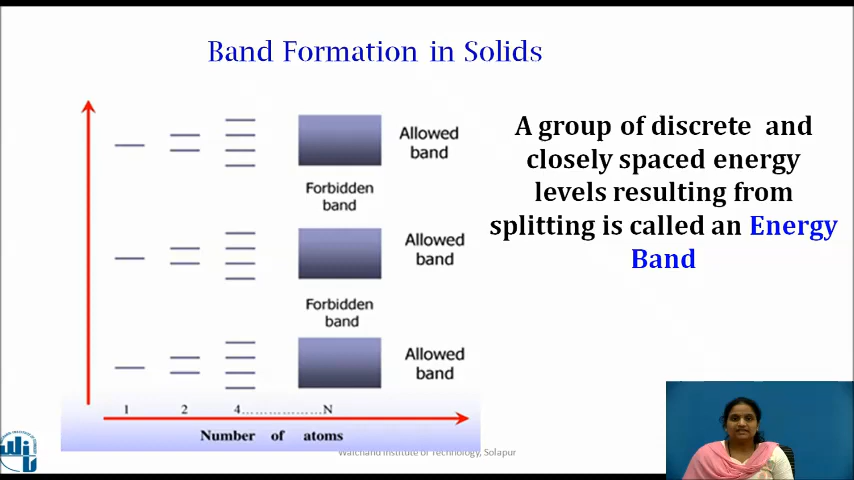 Band Formation in Solids
A group of discrete and
closely spaced energy
levels resulting from
splitting is called an Energy
Band
Allowed
band
Forbidden
band
Allowed
band
Forbidden
band
Allowed
band
1 2 4.................N
Number of atoms
Walchand Institute of Technology, Solapur